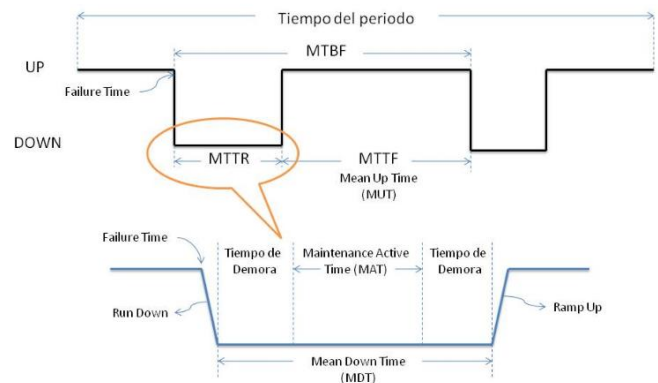 Tiempo del periodo
MTBF
UP
Failure Time
DOWN
MTTR
MTTF
Mean Up Time
(MUT)
Failure Time
Tiempo de
Demora
Maintenance Active
Time (MAT)
Tiempo de
Demora
Run Down
Ramp Up
Mean Down Time
(MDT)